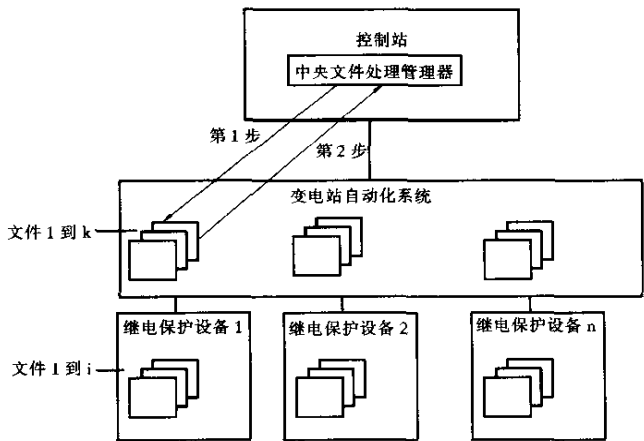 控制站
中央文件处理管理器
第 1 步
第 2 步
变电站自动化系统
文件 1 到 k
继电保护设备 1
继电保护设备 2
继电保护设备 n
文件 1 到 i